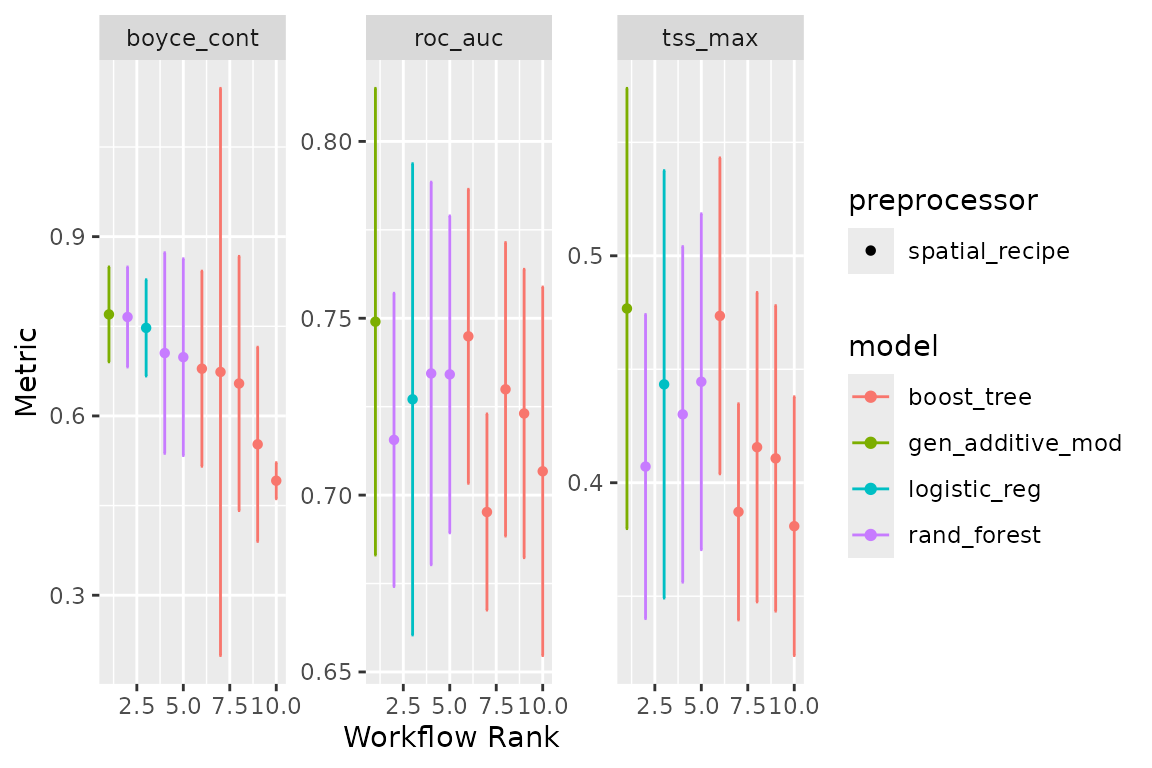 boyce_cont
roc_auc
tss_max
Metric
0.9
0.6
0.3
0.80
0.75
0.70
0.65
0.5
0.4
2.5 5.0 7.5 10.0
2.5 5.0 7.5 10.0
2.5 5.0 7.5 10.0
Workflow Rank
preprocessor
spatial_recipe
model
boost_tree
gen_additive_mod
logistic_reg
rand_forest